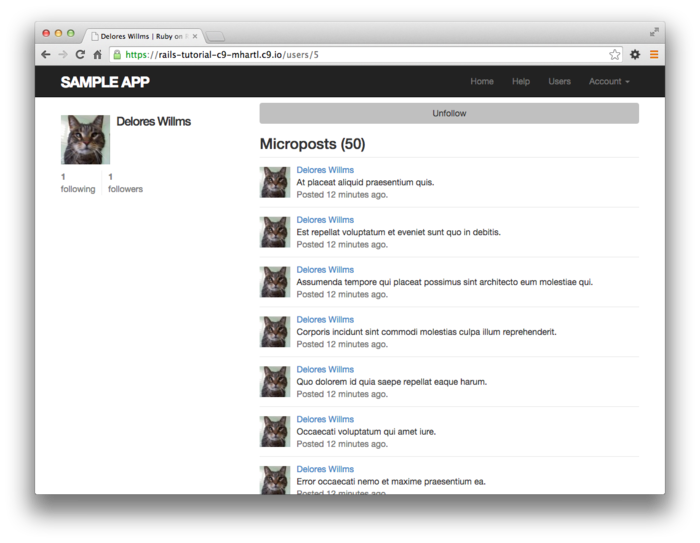 Delores Willms | Ruby on
https://rails-tutorial-c9-mhartl.c9.io/users/5
SAMPLE APP
Home Help Users Account
Delores Willms
1 following
1 followers
Unfollow
Microposts (50)
Delores Willms
At placeat aliquid praesentium quis.
Posted 12 minutes ago.
Delores Willms
Est repellat voluptatum et eveniet sunt quo in debitis.
Posted 12 minutes ago.
Delores Willms
Assumenda tempore qui placeat possimus sint architecto eum molestiae qui.
Posted 12 minutes ago.
Delores Willms
Corporis incidunt sint commodi molestias culpa illum reprehenderit.
Posted 12 minutes ago.
Delores Willms
Quo dolorem id quia saepe repellat eaque harum.
Posted 12 minutes ago.
Delores Willms
Occaecati voluptatum qui amet iure.
Posted 12 minutes ago.
Delores Willms
Error occaecati nemo et maxime praesentium ea.
Posted 12 minutes ago.